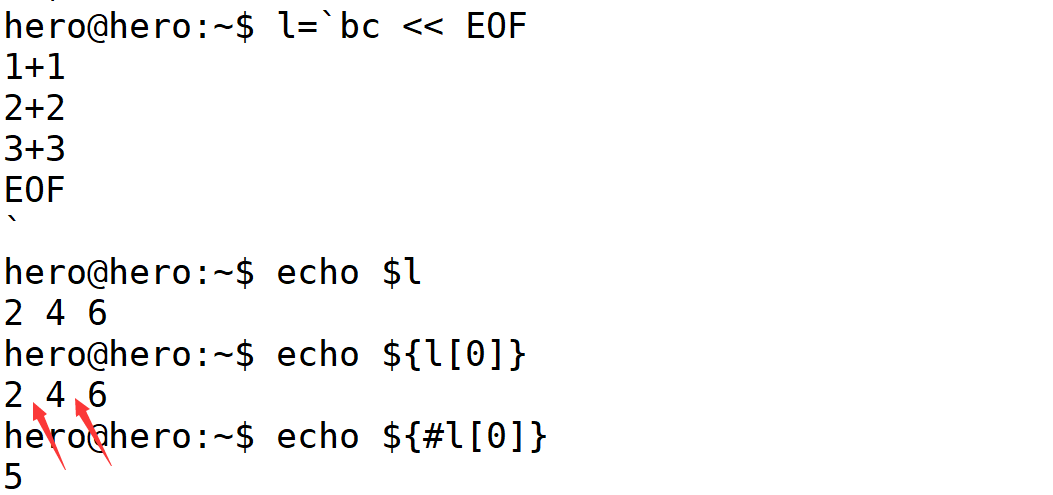 hero@hero:~$ l=`bc << EOF
1+1
2+2
3+3
EOF
`
hero@hero:~$ echo $l
2 4 6
hero@hero:~$ echo ${l[0]}
2 4 6
hero@hero:~$ echo ${#l[0]}
5